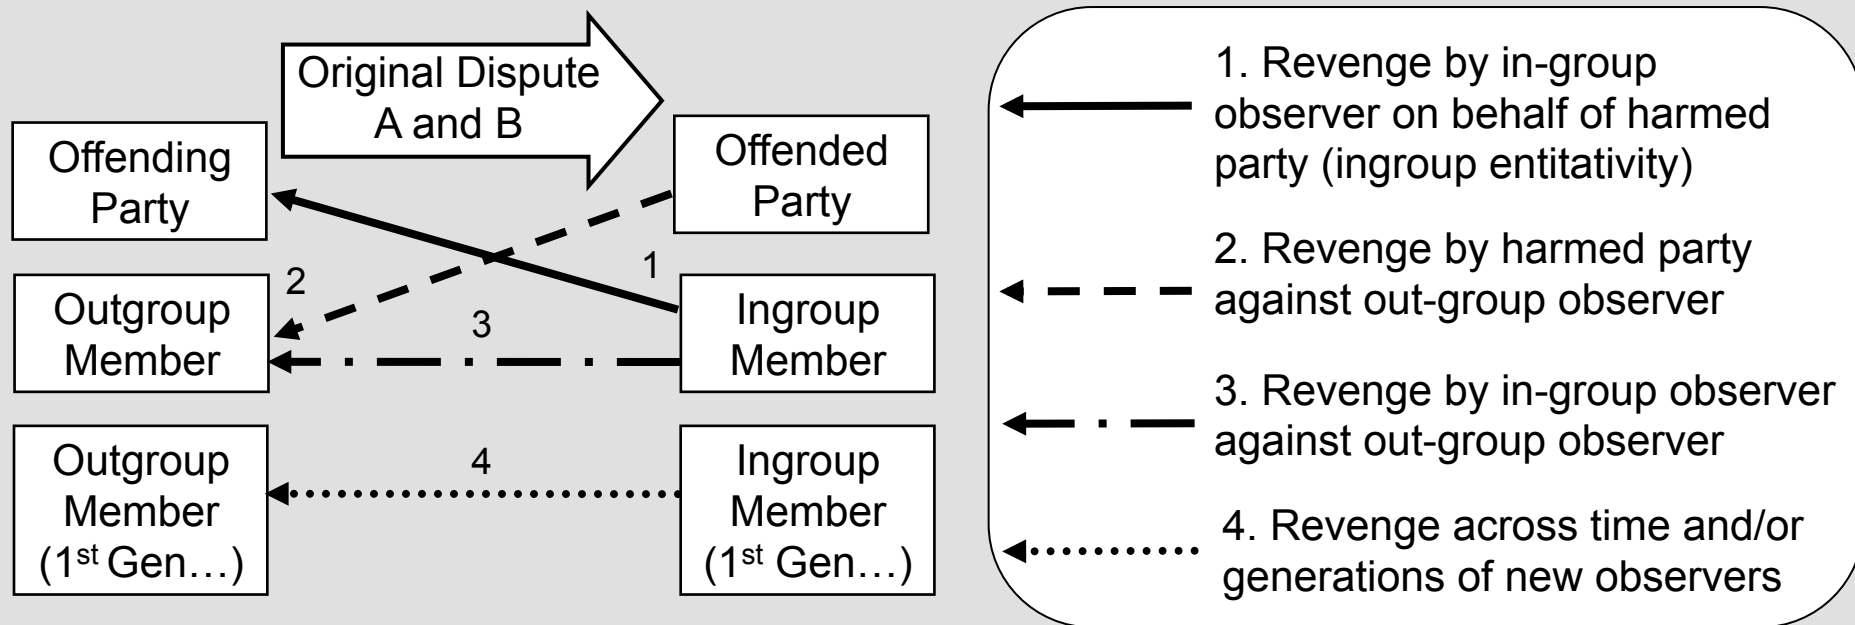 Original Dispute
A and B
Offending
Party
Offended
Party
1
2
Outgroup
Member
3
Ingroup
Member
Outgroup
Member
(1st Gen…)
4
Ingroup
Member
(1st Gen…)
1. Revenge by in-group
observer on behalf of harmed
party (ingroup entitativity)
2. Revenge by harmed party
against out-group observer
3. Revenge by in-group observer
against out-group observer
4. Revenge across time and/or
generations of new observers